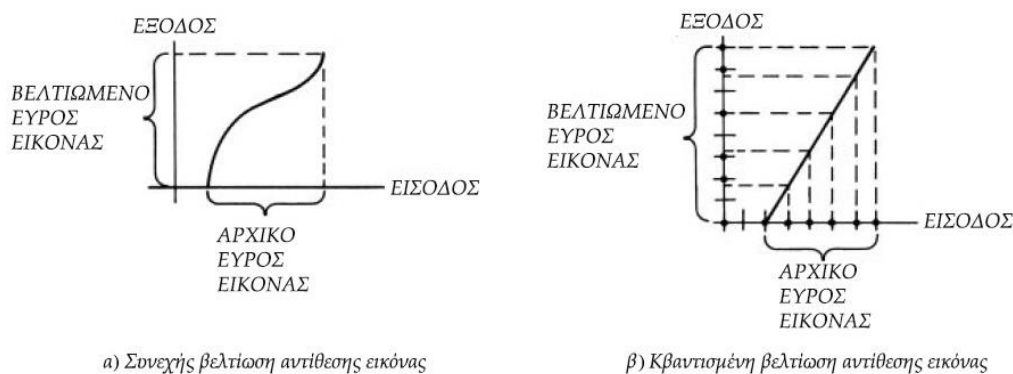 ΕΞΟΔΟΣ
ΒΕΛΤΙΩΜΕΝΟ
ΕΥΡΟΣ
ΕΙΚΟΝΑΣ
ΕΙΣΟΔΟΣ
ΑΡΧΙΚΟ
ΕΥΡΟΣ
ΕΙΚΟΝΑΣ
α) Συνεχής βελτίωση αντίθεσης εικόνας
ΕΞΟΔΟΣ
ΒΕΛΤΙΩΜΕΝΟ
ΕΥΡΟΣ
ΕΙΚΟΝΑΣ
ΕΙΣΟΔΟΣ
ΑΡΧΙΚΟ
ΕΥΡΟΣ
ΕΙΚΟΝΑΣ
β) Κβαντισμένη βελτίωση αντίθεσης εικόνας